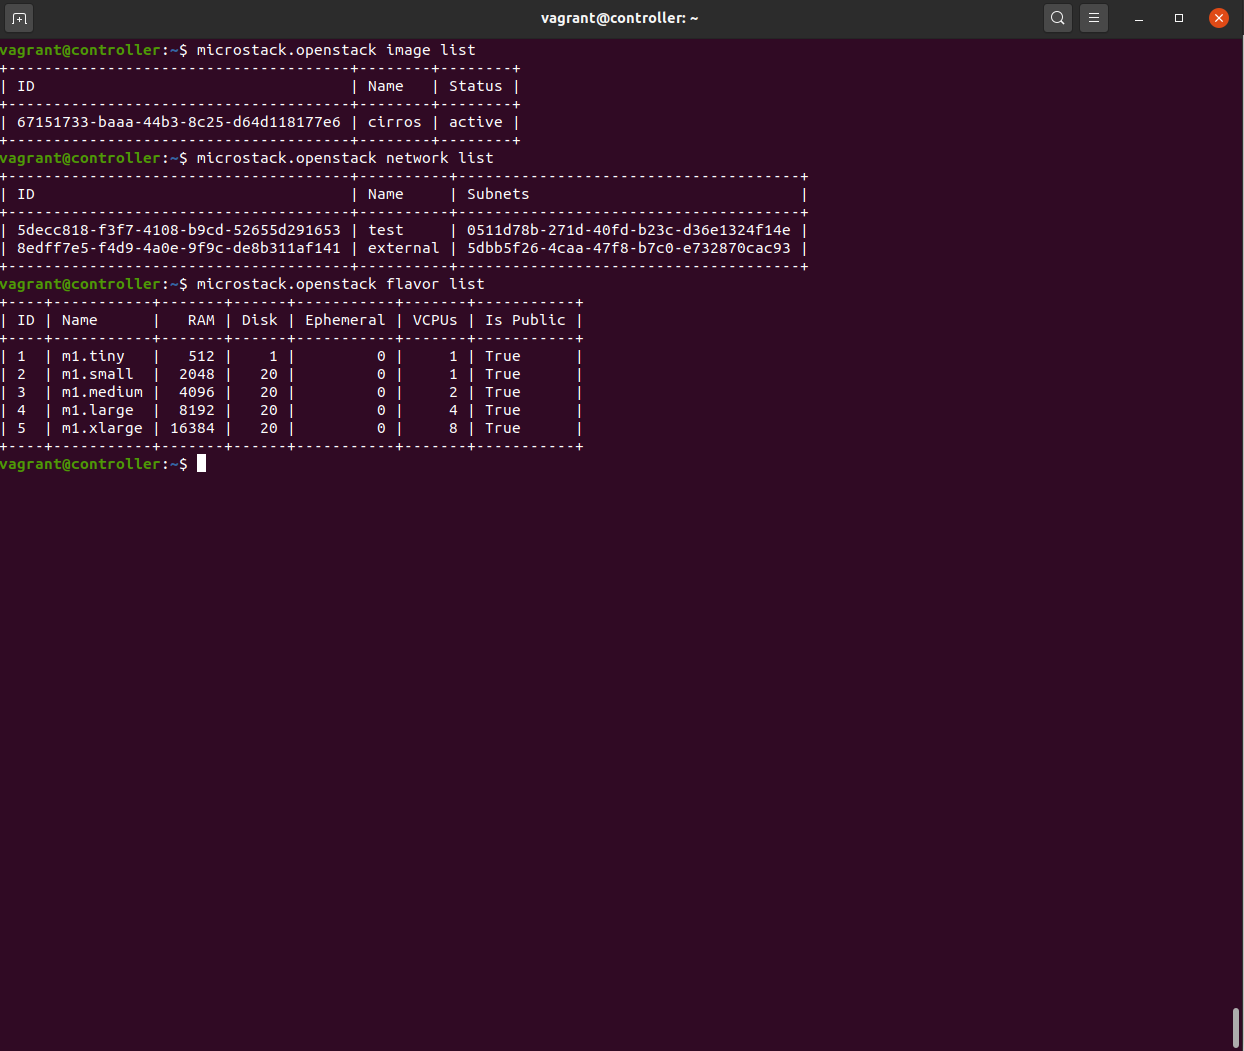 vagrant@controller: ~
vagrant@controller:~$ microstack.openstack image list
+--------------------------------------+--------+--------+
| ID                                   | Name   | Status |
+--------------------------------------+--------+--------+
| 67151733-baaa-44b3-8c25-d64d118177e6 | cirros | active |
+--------------------------------------+--------+--------+
vagrant@controller:~$ microstack.openstack network list
+--------------------------------------+----------+--------------------------------------+
| ID                                   | Name     | Subnets                              |
+--------------------------------------+----------+--------------------------------------+
| 5decc818-f3f7-4108-b9cd-52655d291653 | test     | 0511d78b-271d-40fd-b23c-d36e1324f14e |
| 8edff7e5-f4d9-4a0e-9f9c-de8b311af141 | external | 5dbb5f26-4caa-47f8-b7c0-e732870cac93 |
+--------------------------------------+----------+--------------------------------------+
vagrant@controller:~$ microstack.openstack flavor list
+----+-----------+-------+------+-----------+-------+-----------+
| ID | Name      |   RAM | Disk | Ephemeral | VCPUs | Is Public |
+----+-----------+-------+------+-----------+-------+-----------+
| 1  | m1.tiny   |   512 |    1 |         0 |     1 | True      |
| 2  | m1.small  |  2048 |   20 |         0 |     1 | True      |
| 3  | m1.medium |  4096 |   20 |         0 |     2 | True      |
| 4  | m1.large  |  8192 |   20 |         0 |     4 | True      |
| 5  | m1.xlarge | 16384 |   20 |         0 |     8 | True      |
+----+-----------+-------+------+-----------+-------+-----------+
vagrant@controller:~$